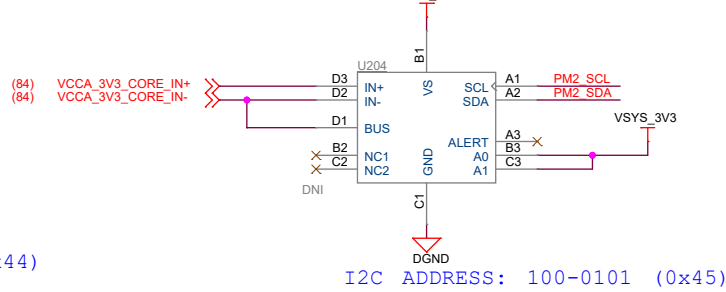 B1
U204
(84) VCCA_3V3_CORE_IN+ D3 IN+ VS SCL A1 PM2_SCL
(84) VCCA_3V3_CORE_IN- D2 IN- SDA A2 PM2_SDA
VSYS_3V3
D1 BUS
ALERT A3
B2 NC1 A0 B3
C2 NC2 GND A1 C3
DNI
C1
DGND
x44)
I2C ADDRESS: 100-0101 (0x45)